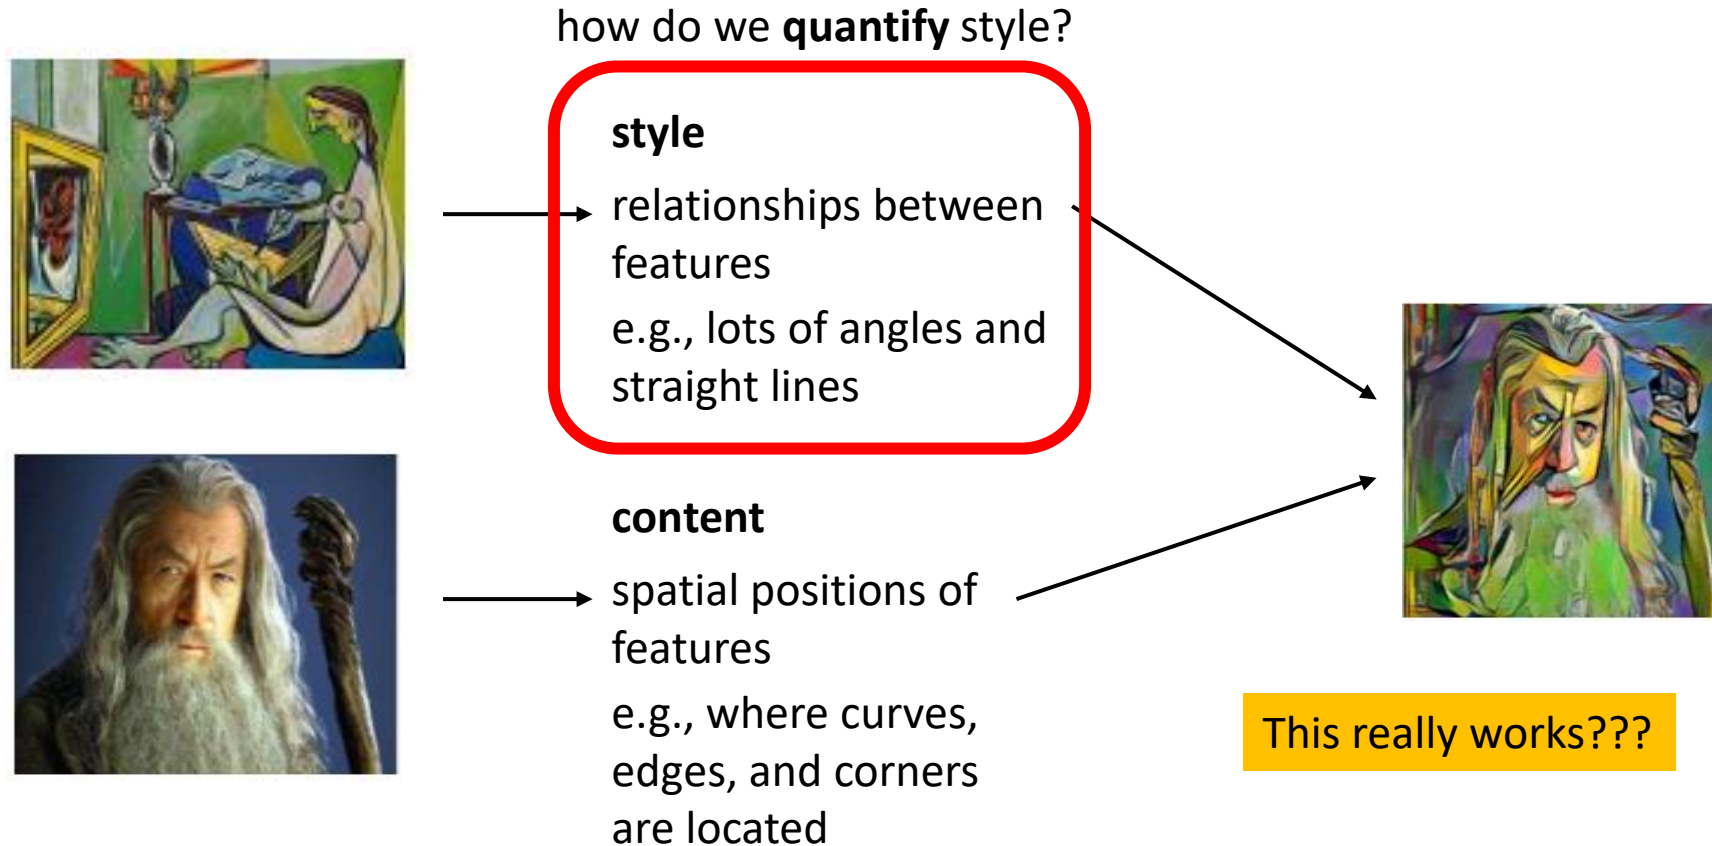 how do we quantify style?
style
relationships between
features
e.g., lots of angles and
straight lines
content
spatial positions of
features
e.g., where curves,
edges, and corners
are located
This really works???